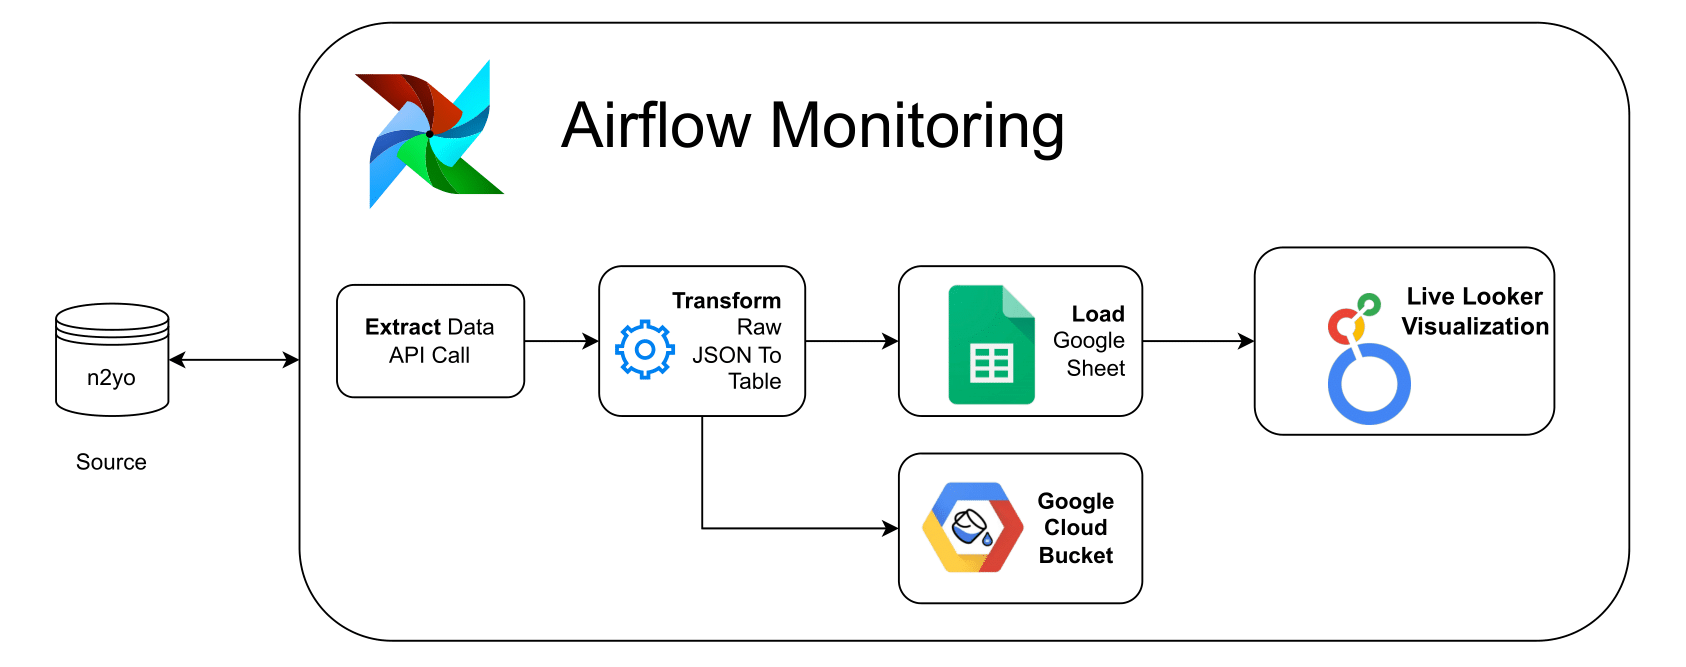 Airflow Monitoring
n2yo
Source
Extract Data
API Call
Transform
Raw
JSON To
Table
Load
Google
Sheet
Live Looker
Visualization
Google
Cloud
Bucket